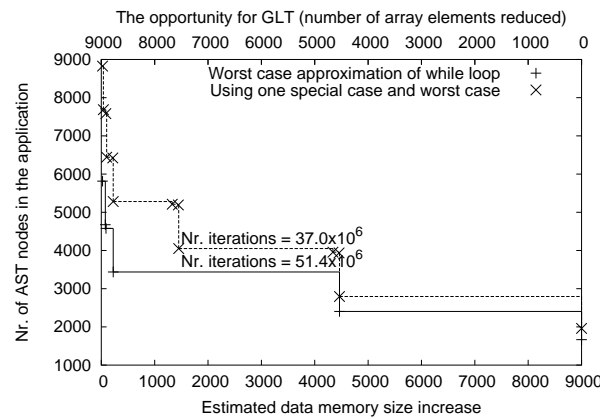 The opportunity for GLT (number of array elements reduced)
9000 8000 7000 6000 5000 4000 3000 2000 1000 0
Worst case approximation of while loop
Using one special case and worst case
9000
8000
7000
6000
5000
4000
3000
2000
1000
Nr. of AST nodes in the application
Nr. iterations = 37.0x10^6
Nr. iterations = 51.4x10^6
0 1000 2000 3000 4000 5000 6000 7000 8000 9000
Estimated data memory size increase